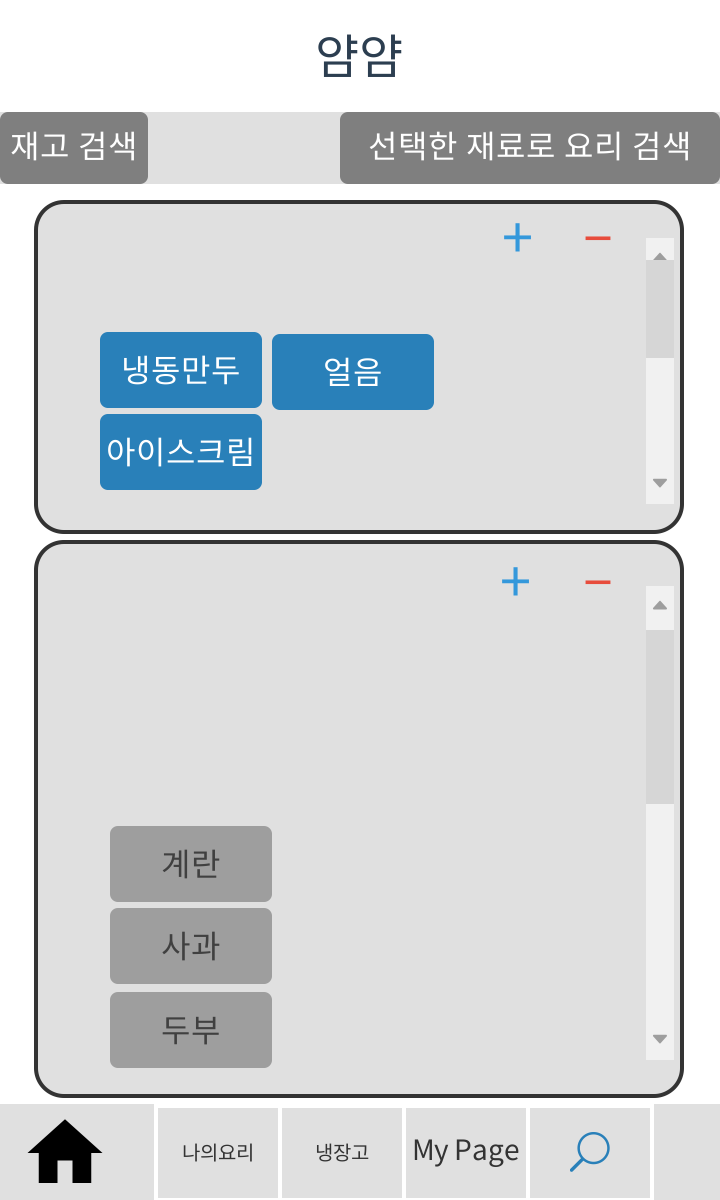 얌얌
재고 검색 선택한 재료로 요리 검색
+ −
냉동만두 얼음
아이스크림
+ −
계란
사과
두부
나의요리 냉장고 My Page